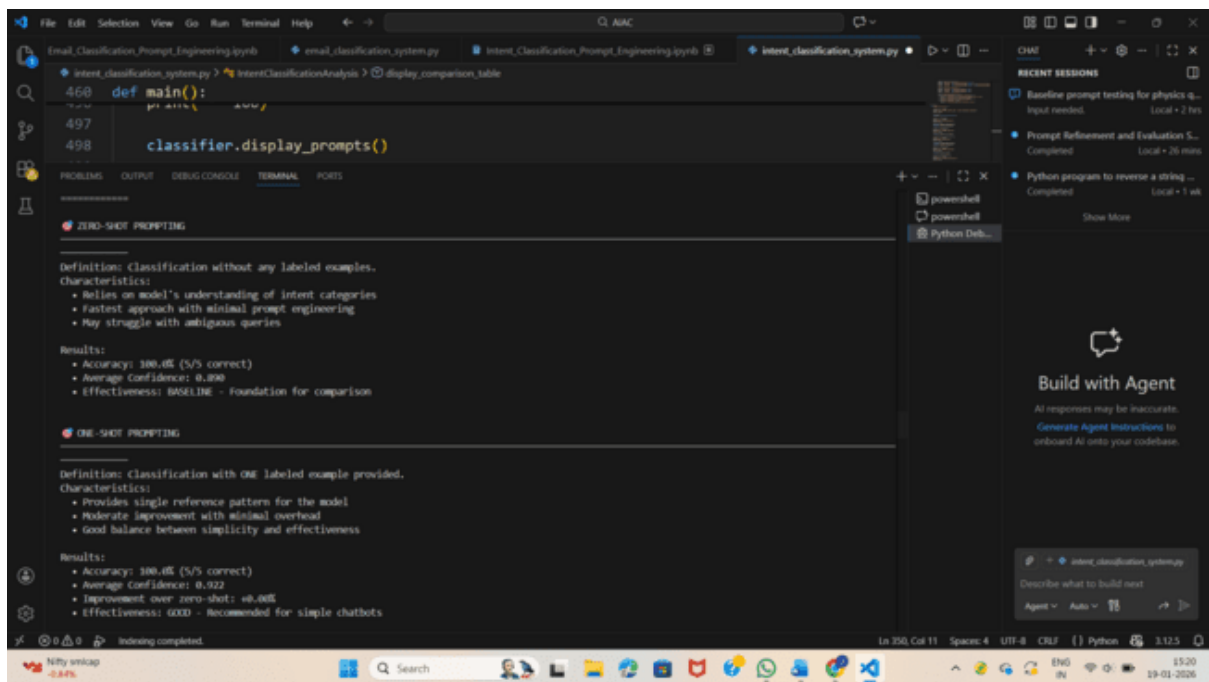 File Edit Selection View Go Run Terminal Help
AIAC
Email_Classification_Prompt_Engineering.ipynb
email_classification_system.py
Intent_Classification_Prompt_Engineering.ipynb
intent_classification_system.py
intent_classification_system.py > IntentClassificationAnalysis > display_comparison_table
460 def main():
497
498 classifier.display_prompts()
PROBLEMS OUTPUT DEBUG CONSOLE TERMINAL PORTS
============
ZERO-SHOT PROMPTING
Definition: Classification without any labeled examples.
Characteristics:
• Relies on model's understanding of intent categories
• Fastest approach with minimal prompt engineering
• May struggle with ambiguous queries
Results:
• Accuracy: 100.0% (5/5 correct)
• Average Confidence: 0.890
• Effectiveness: BASELINE - Foundation for comparison
ONE-SHOT PROMPTING
Definition: Classification with ONE labeled example provided.
Characteristics:
• Provides single reference pattern for the model
• Moderate improvement with minimal overhead
• Good balance between simplicity and effectiveness
Results:
• Accuracy: 100.0% (5/5 correct)
• Average Confidence: 0.922
• Improvement over zero-shot: +0.00%
• Effectiveness: GOOD - Recommended for simple chatbots
powershell
powershell
Python Deb...
CHAT
RECENT SESSIONS
Baseline prompt testing for physics q...
Input needed. Local • 2 hrs
Prompt Refinement and Evaluation S...
Completed Local • 26 mins
Python program to reverse a string ...
Completed Local • 1 wk
Show More
Build with Agent
AI responses may be inaccurate.
Generate Agent Instructions to
onboard AI onto your codebase.
intent_classification_system.py
Describe what to build next
Agent Auto
0 0 Indexing completed.
Ln 350, Col 11 Spaces: 4 UTF-8 CRLF {} Python 3.12.5
Nifty smlcap
-0.84%
Search
ENG
IN
15:20
19-01-2026